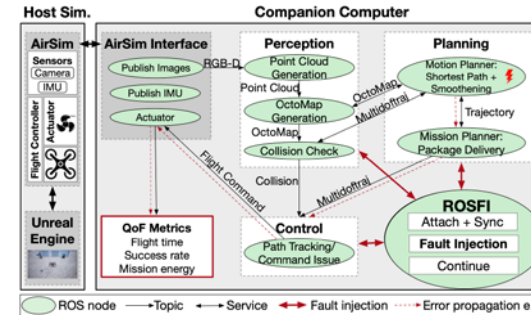 Host Sim.
Companion Computer
AirSim
Sensors
Camera
IMU
Flight Controller
Actuator
Unreal
Engine
AirSim Interface
Publish Images
Publish IMU
Actuator
RGB-D
QoF Metrics
Flight time
Success rate
Mission energy
Flight Command
Perception
Point Cloud
Generation
Point Cloud
OctoMap
Generation
OctoMap
Collision Check
Collision
Control
Path Tracking/
Command Issue
OctoMap
Multidoftraj
Multidoftraj
Planning
Motion Planner:
Shortest Path +
Smoothening
Trajectory
Mission Planner:
Package Delivery
ROSFI
Attach + Sync
Fault Injection
Continue
ROS node
Topic
Service
Fault injection
Error propagation e